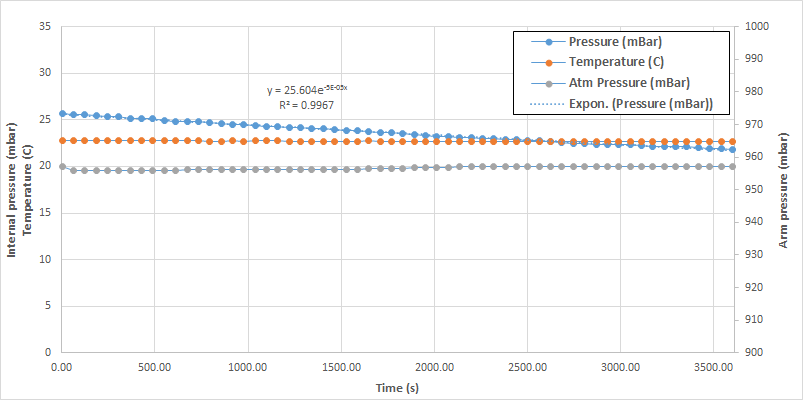 35
30
25
20
15
10
5
0
Internal pressure (mbar)
Temperature (C)
y = 25.604e-5E-05x
R² = 0.9967
Pressure (mBar)
Temperature (C)
Atm Pressure (mBar)
Expon. (Pressure (mBar))
1000
990
980
970
960
950
940
930
920
910
900
Arm pressure (mbar)
0.00 500.00 1000.00 1500.00 2000.00 2500.00 3000.00 3500.00
Time (s)